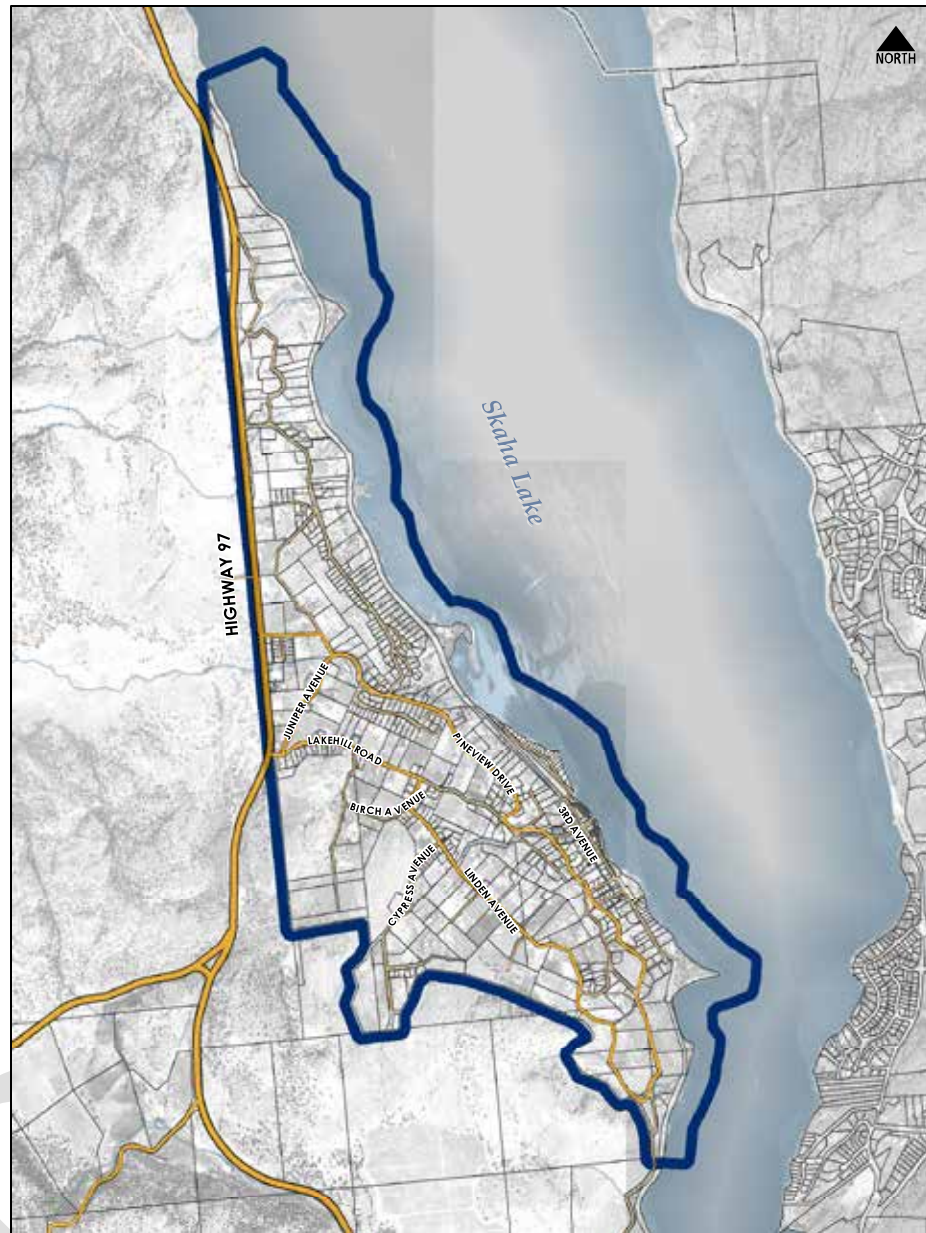 NORTH
Skaha Lake
HIGHWAY 97
JUNIPER AVENUE
LAKEHILL ROAD
PINEVIEW DRIVE
BIRCH AVENUE
3RD AVENUE
CYPRESS AVENUE
LINDEN AVENUE